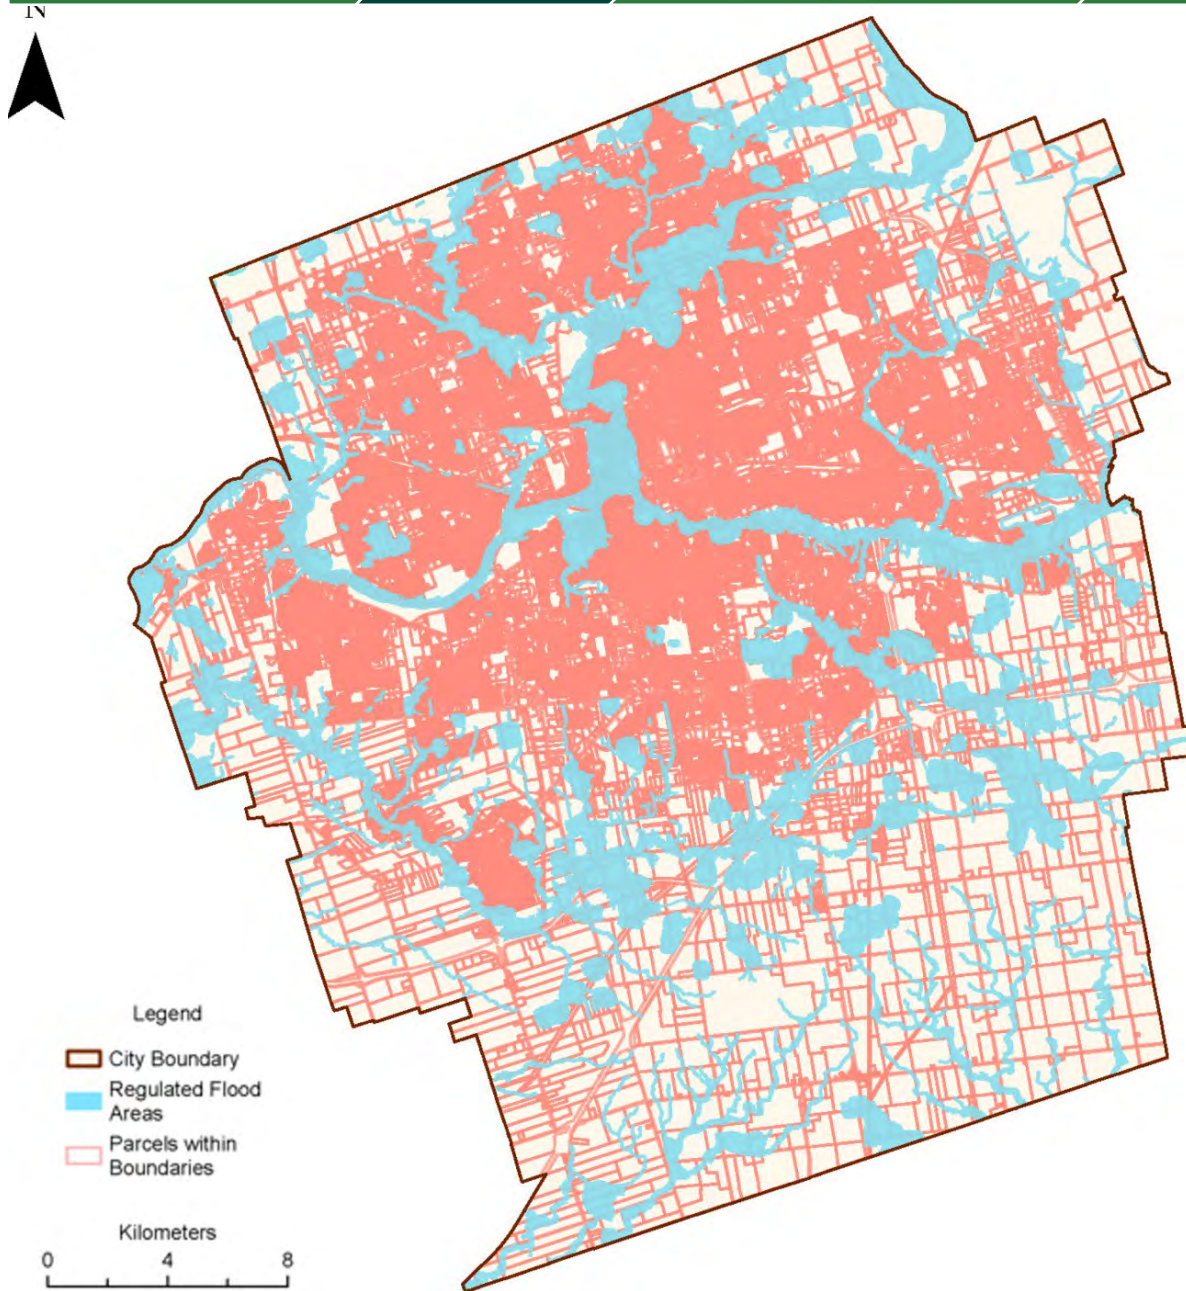 N
Legend
City Boundary
Regulated Flood
Areas
Parcels within
Boundaries
Kilometers
0 4 8